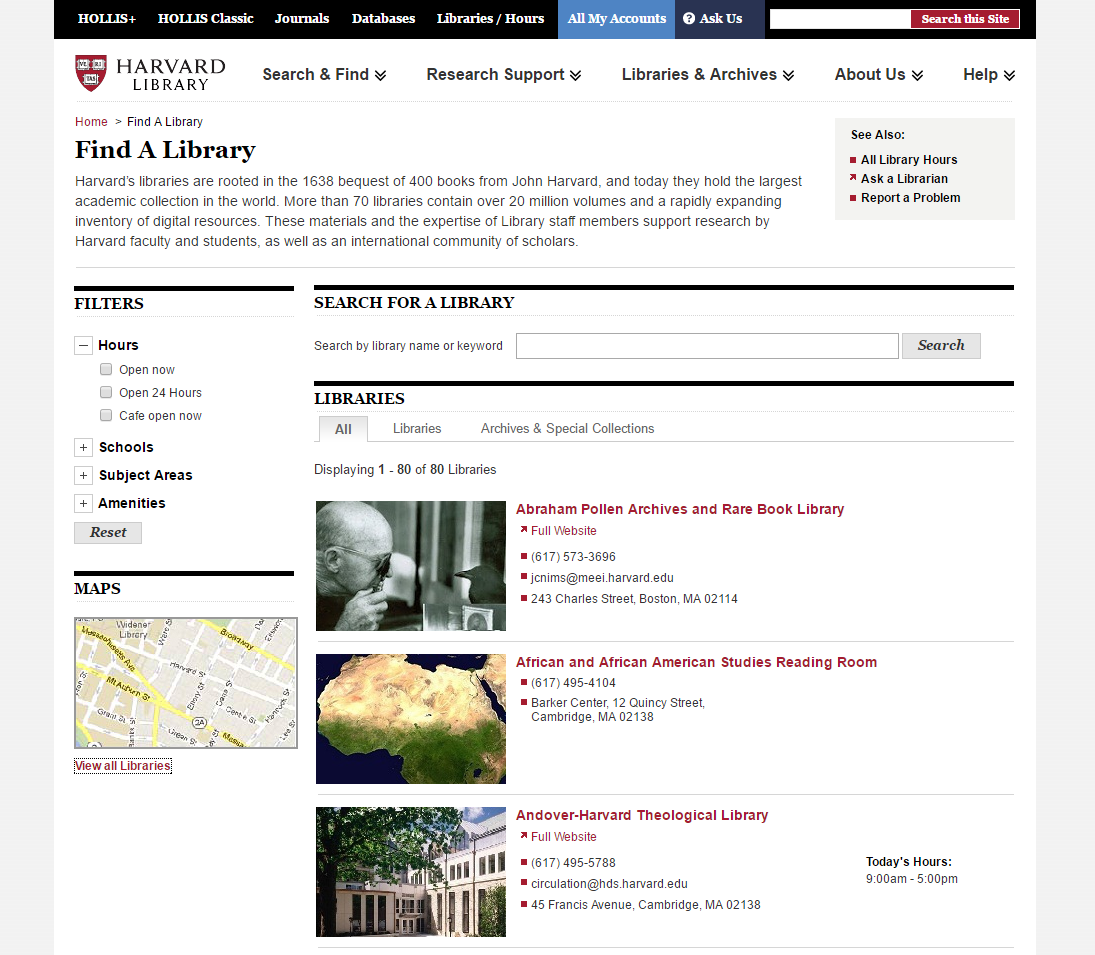 HOLLIS+ HOLLIS Classic Journals Databases Libraries / Hours All My Accounts Ask Us Search this Site
HARVARD
LIBRARY
Search & Find Research Support Libraries & Archives About Us Help
Home > Find A Library
Find A Library
Harvard's libraries are rooted in the 1638 bequest of 400 books from John Harvard, and today they hold the largest
academic collection in the world. More than 70 libraries contain over 20 million volumes and a rapidly expanding
inventory of digital resources. These materials and the expertise of Library staff members support research by
Harvard faculty and students, as well as an international community of scholars.
See Also:
All Library Hours
Ask a Librarian
Report a Problem
FILTERS
Hours
Open now
Open 24 Hours
Cafe open now
Schools
Subject Areas
Amenities
Reset
MAPS
Widener
Library
Ware St
Broadway
Massachusetts Ave
Harvard St
Mt Auburn St
Ellery St
Dana St
Centre St
Hancock St
Grant St
Green St
Banks St
Lee St
2A
View all Libraries
SEARCH FOR A LIBRARY
Search by library name or keyword Search
LIBRARIES
All Libraries Archives & Special Collections
Displaying 1 - 80 of 80 Libraries
Abraham Pollen Archives and Rare Book Library
Full Website
(617) 573-3696
jcnims@meei.harvard.edu
243 Charles Street, Boston, MA 02114
African and African American Studies Reading Room
(617) 495-4104
Barker Center, 12 Quincy Street,
Cambridge, MA 02138
Andover-Harvard Theological Library
Full Website
(617) 495-5788
circulation@hds.harvard.edu
45 Francis Avenue, Cambridge, MA 02138
Today's Hours:
9:00am - 5:00pm